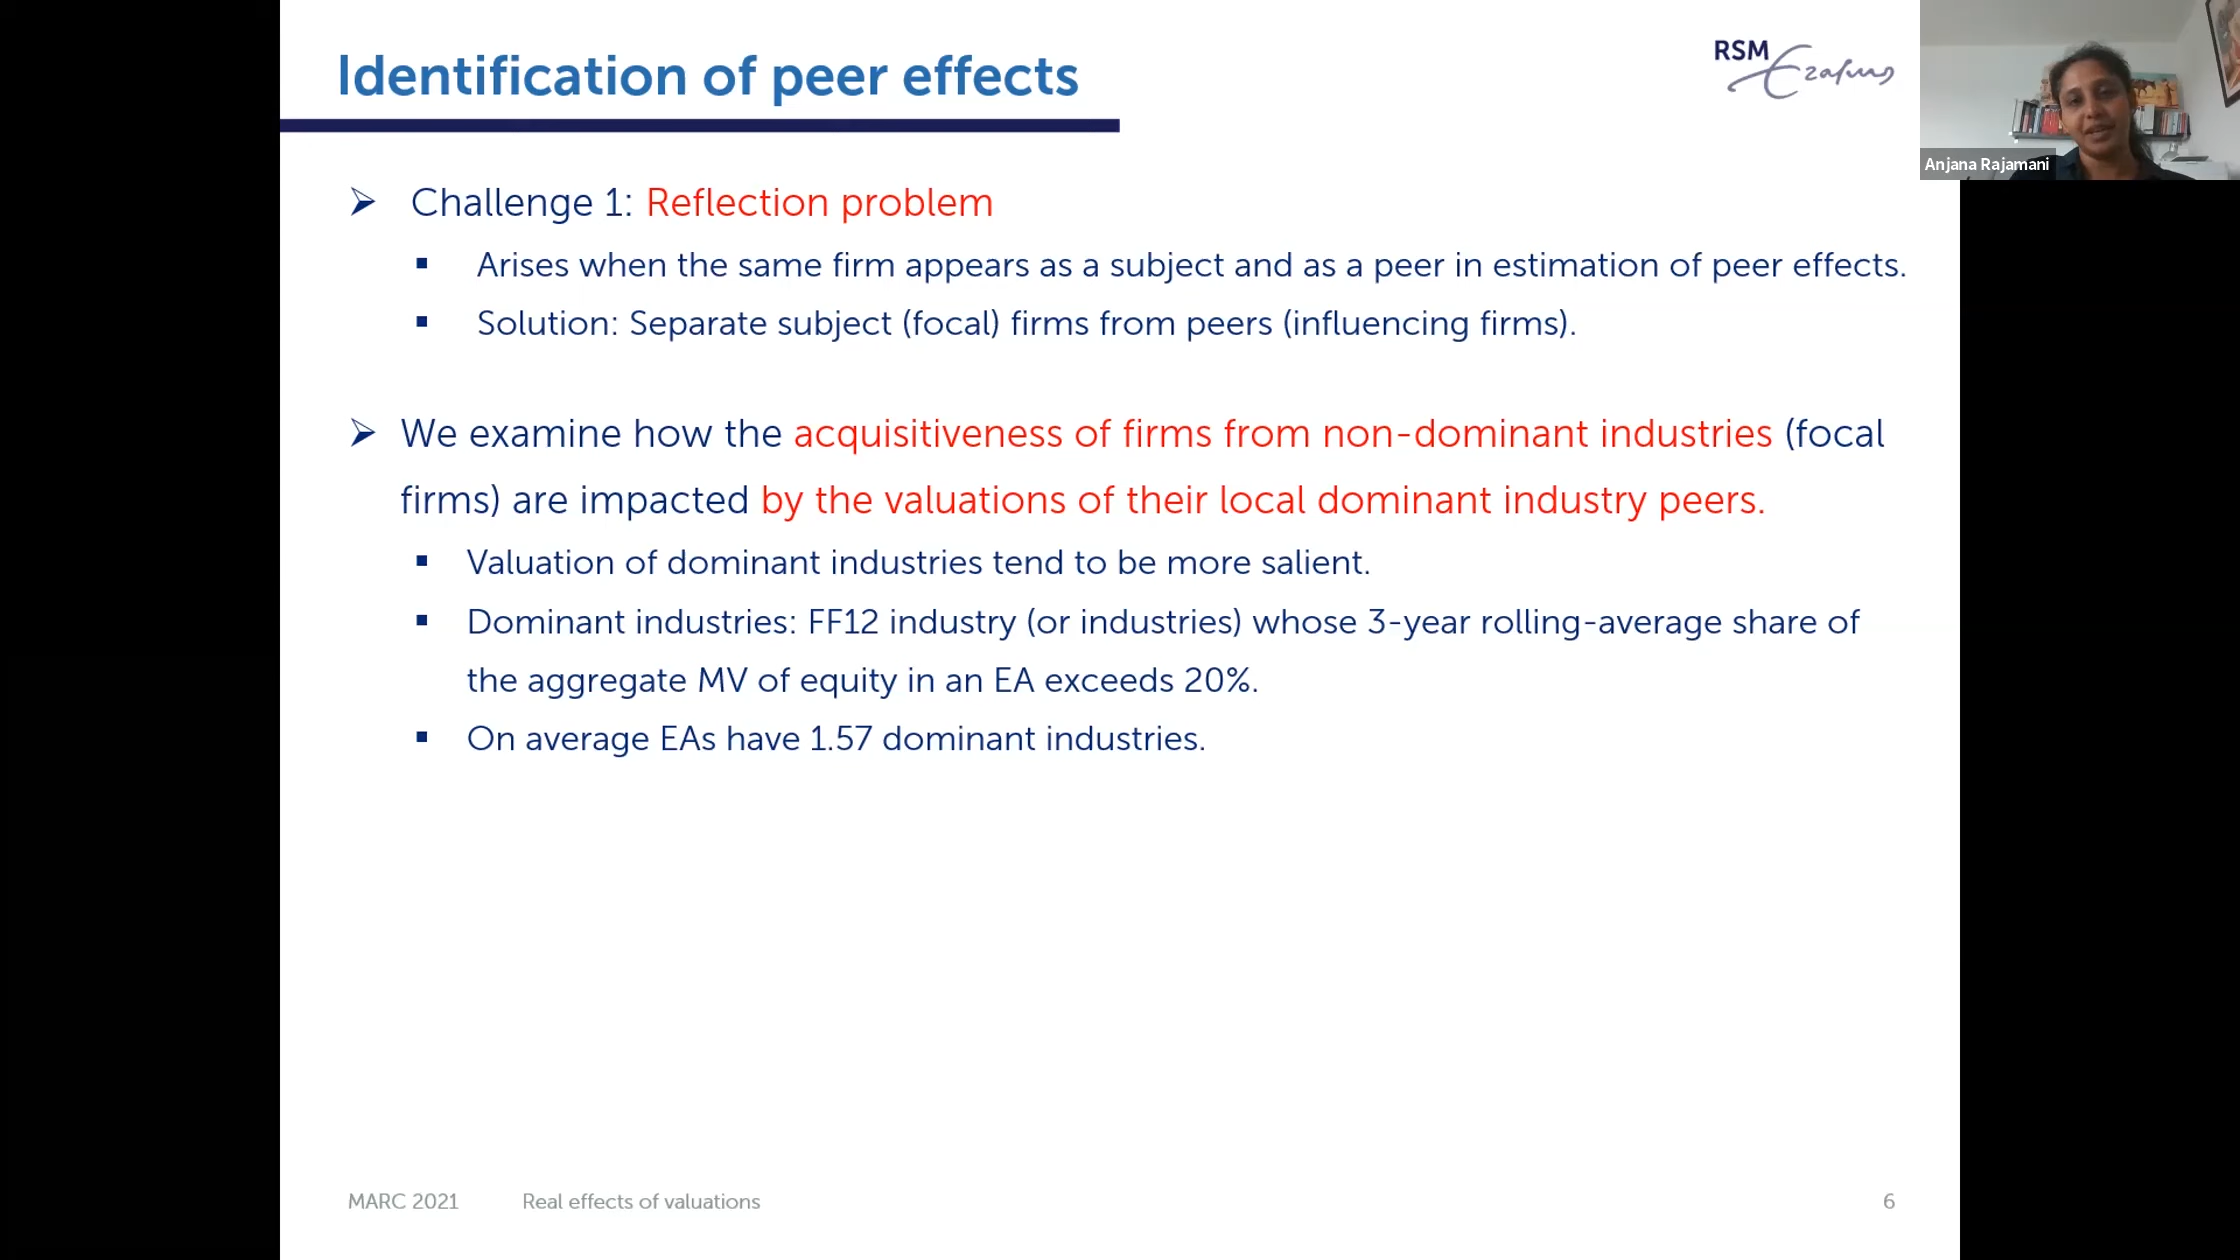 Identification of peer effects
RSM
Erasmus
Anjana Rajamani
Challenge 1: Reflection problem
Arises when the same firm appears as a subject and as a peer in estimation of peer effects.
Solution: Separate subject (focal) firms from peers (influencing firms).
We examine how the acquisitiveness of firms from non-dominant industries (focal
firms) are impacted by the valuations of their local dominant industry peers.
Valuation of dominant industries tend to be more salient.
Dominant industries: FF12 industry (or industries) whose 3-year rolling-average share of
the aggregate MV of equity in an EA exceeds 20%.
On average EAs have 1.57 dominant industries.
MARC 2021 Real effects of valuations 6